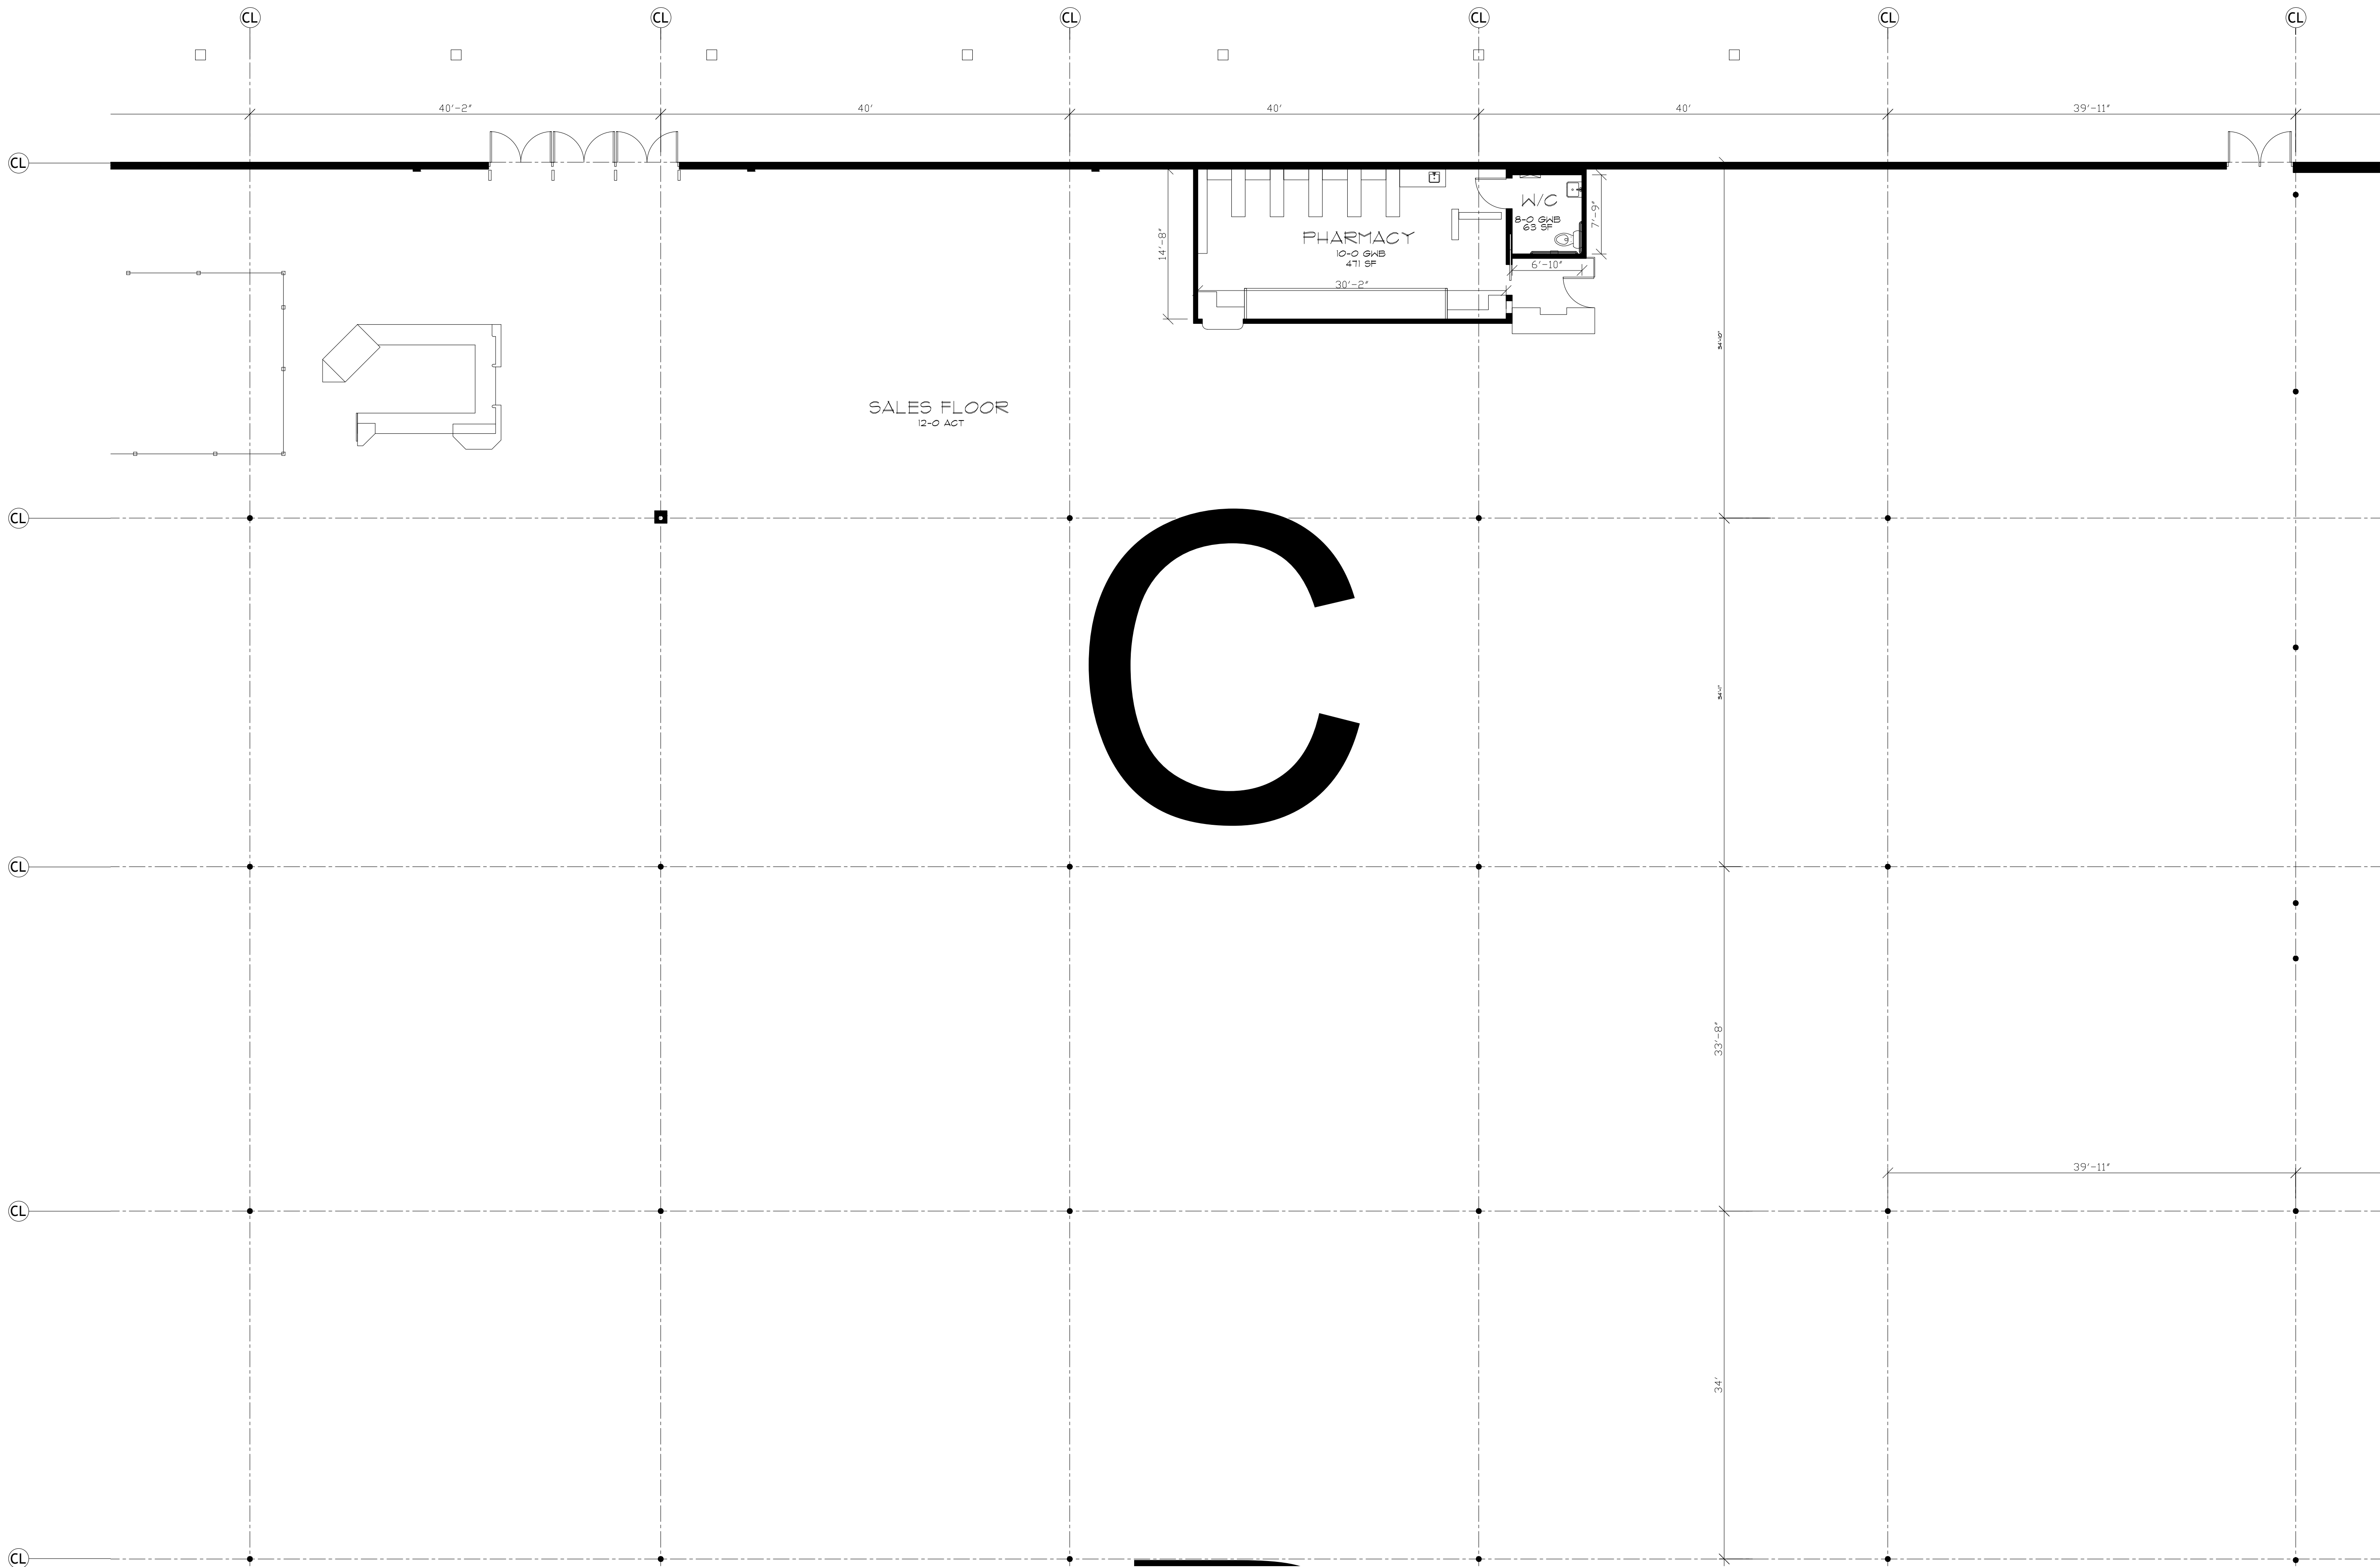 CL CL CL CL CL CL
40'-2" 40' 40' 40' 39'-11"
CL
W/C
8-0 GWB
63 SF
7'-9"
PHARMACY
10-0 GWB
471 SF
14'-8"
6'-10"
30'-2"
34'-10"
SALES FLOOR
12-0 ACT
CL
C
CL
33'-8"
39'-11"
CL
34'
CL